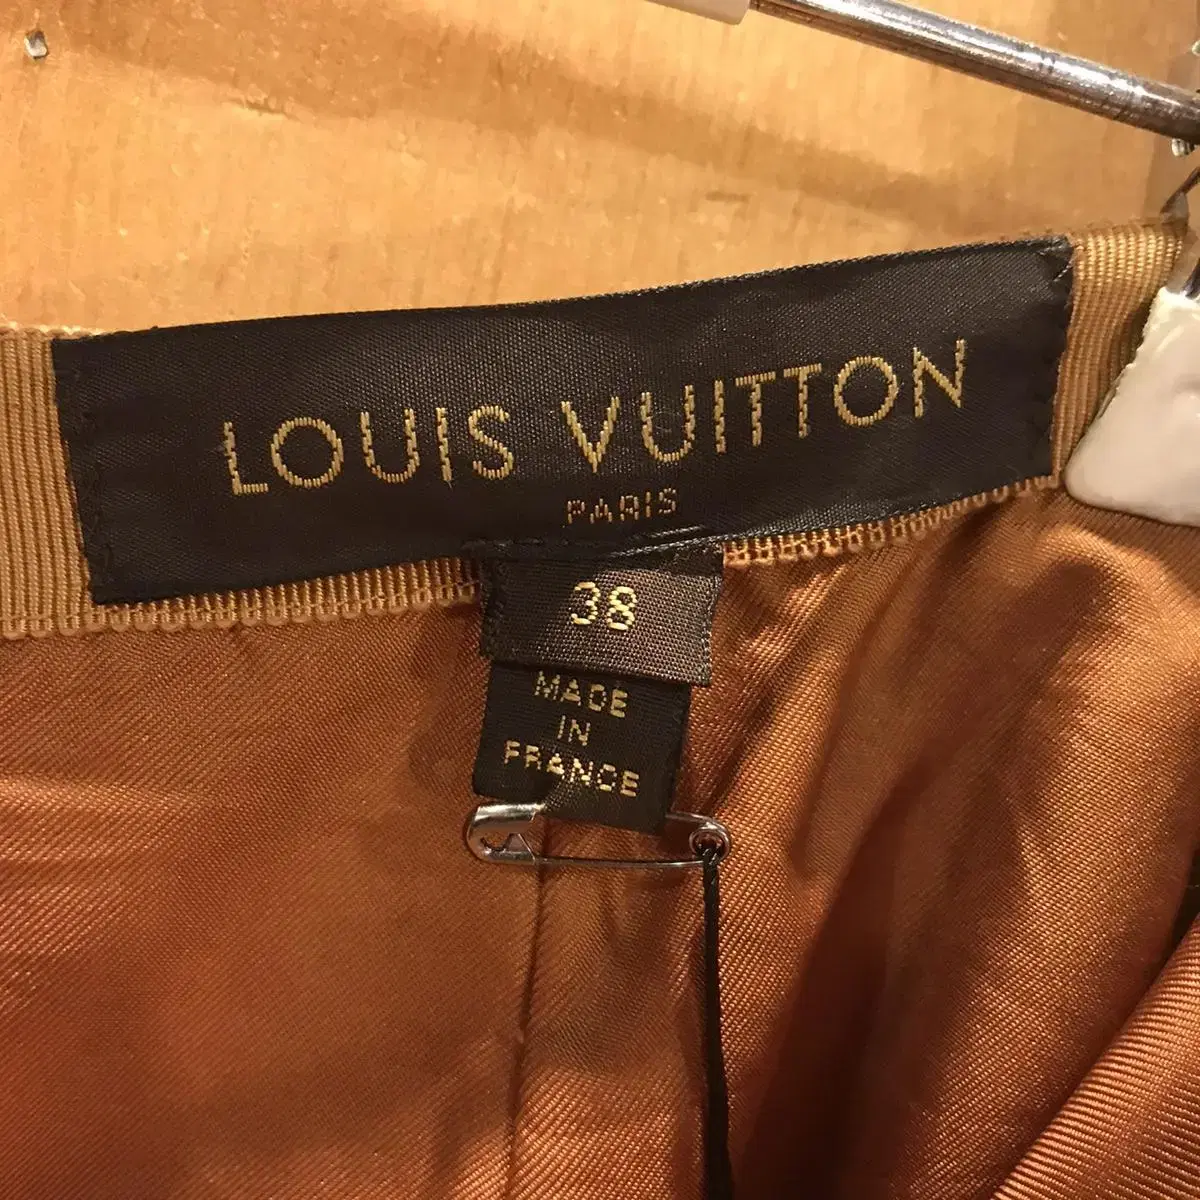 LOUIS VUITTON
PARIS
38
MADE
IN
FRANCE